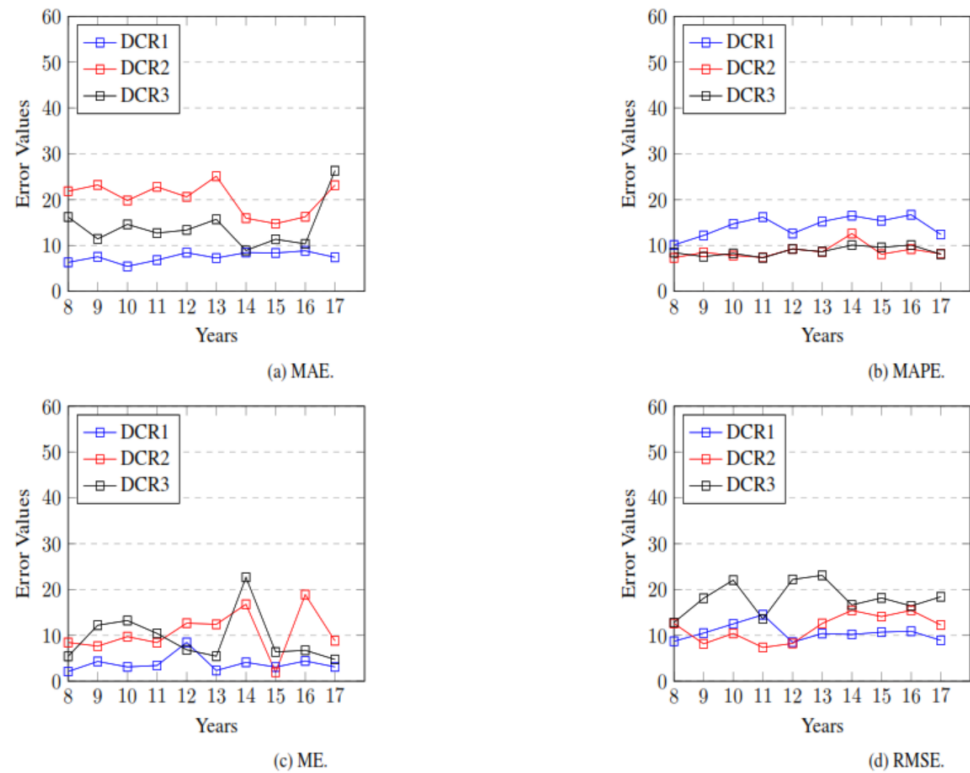 60
50
40
30
20
10
0
Error Values
DCR1
DCR2
DCR3
8 9 10 11 12 13 14 15 16 17
Years
(a) MAE.
60
50
40
30
20
10
0
Error Values
DCR1
DCR2
DCR3
8 9 10 11 12 13 14 15 16 17
Years
(b) MAPE.
60
50
40
30
20
10
0
Error Values
DCR1
DCR2
DCR3
8 9 10 11 12 13 14 15 16 17
Years
(c) ME.
60
50
40
30
20
10
0
Error Values
DCR1
DCR2
DCR3
8 9 10 11 12 13 14 15 16 17
Years
(d) RMSE.